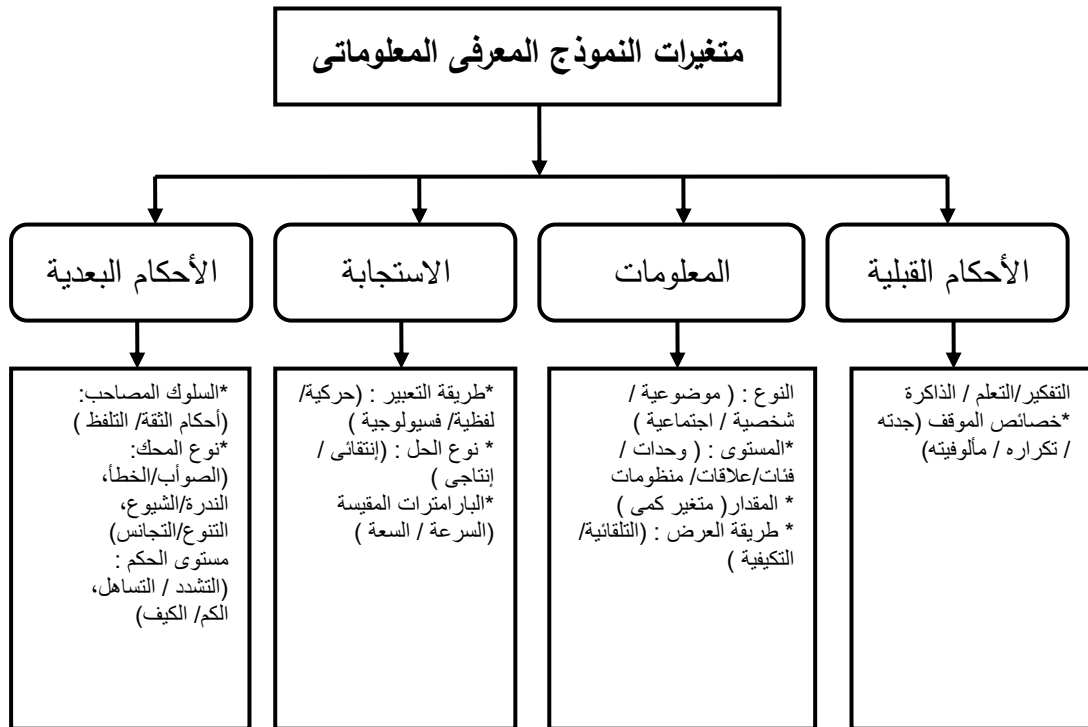 متغيرات النموذج المعرفى المعلوماتى
الأحكام القبلية
المعلومات
الاستجابة
الأحكام البعدية
التفكير/التعلم / الذاكرة
*خصائص الموقف (جدته
/ تكراره / مألوفيته)
النوع : ( موضوعية /
شخصية / اجتماعية )
*المستوى : ( وحدات /
فئات/علاقات/ منظومات
* المقدار( متغير كمى )
* طريقة العرض : (التلقائية/
التكيفية )
*طريقة التعبير : (حركية/
لفظية/ فسيولوجية )
* نوع الحل : (إنتقائى /
إنتاجى )
*البارامترات المقيسة
(السرعة / السعة )
*السلوك المصاحب:
(أحكام الثقة/ التلفظ )
*نوع المحك:
(الصوأب/الخطأ،
الندرة/الشيوع،
التنوع/التجانس)
مستوى الحكم :
(التشدد / التساهل،
الكم/ الكيف)